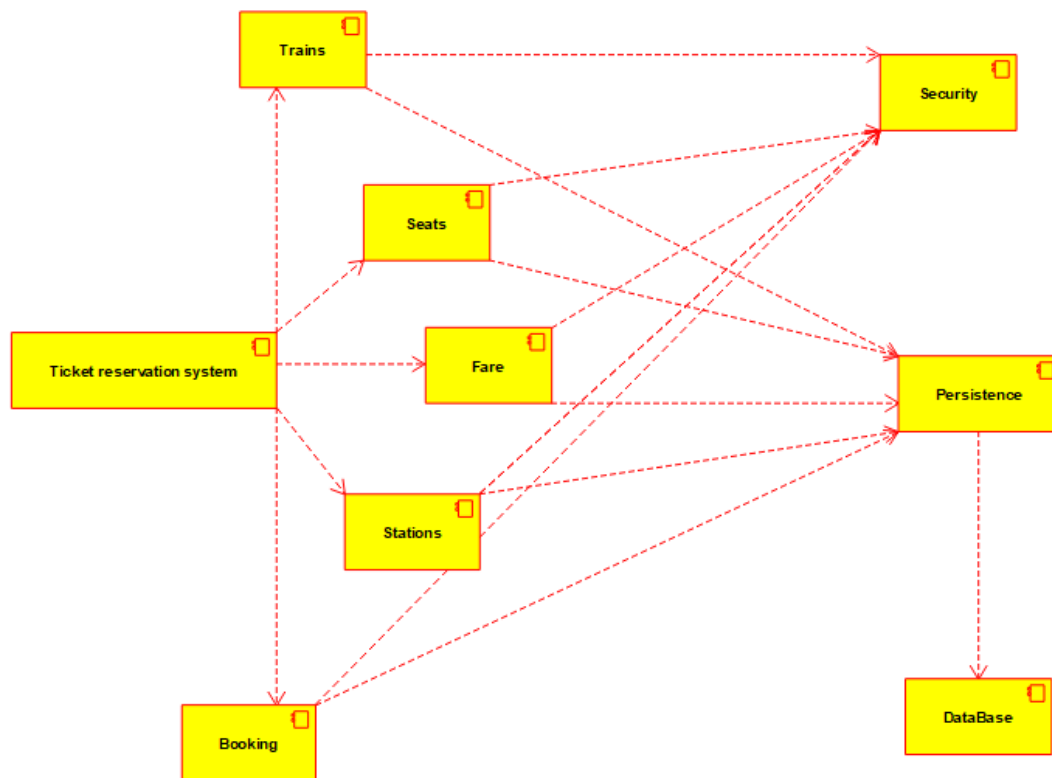 Trains
Security
Seats
Ticket reservation system
Fare
Persistence
Stations
DataBase
Booking